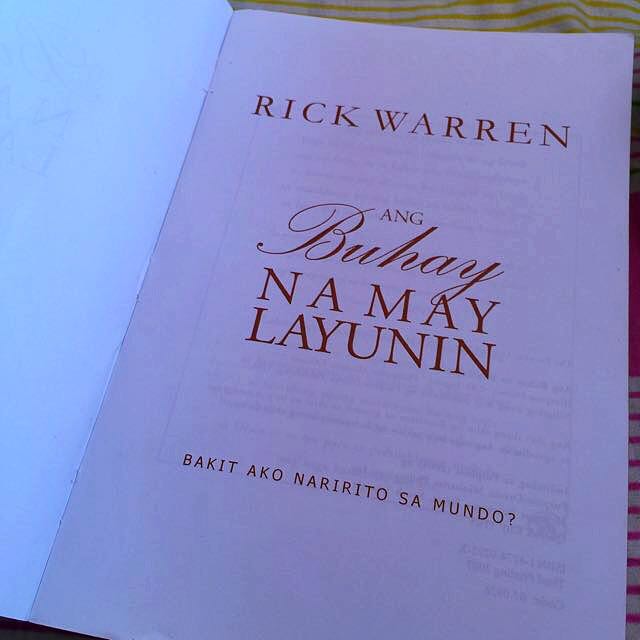 RICK WARREN
ANG
Buhay
NA MAY
LAYUNIN
BAKIT AKO NARIRITO SA MUNDO?